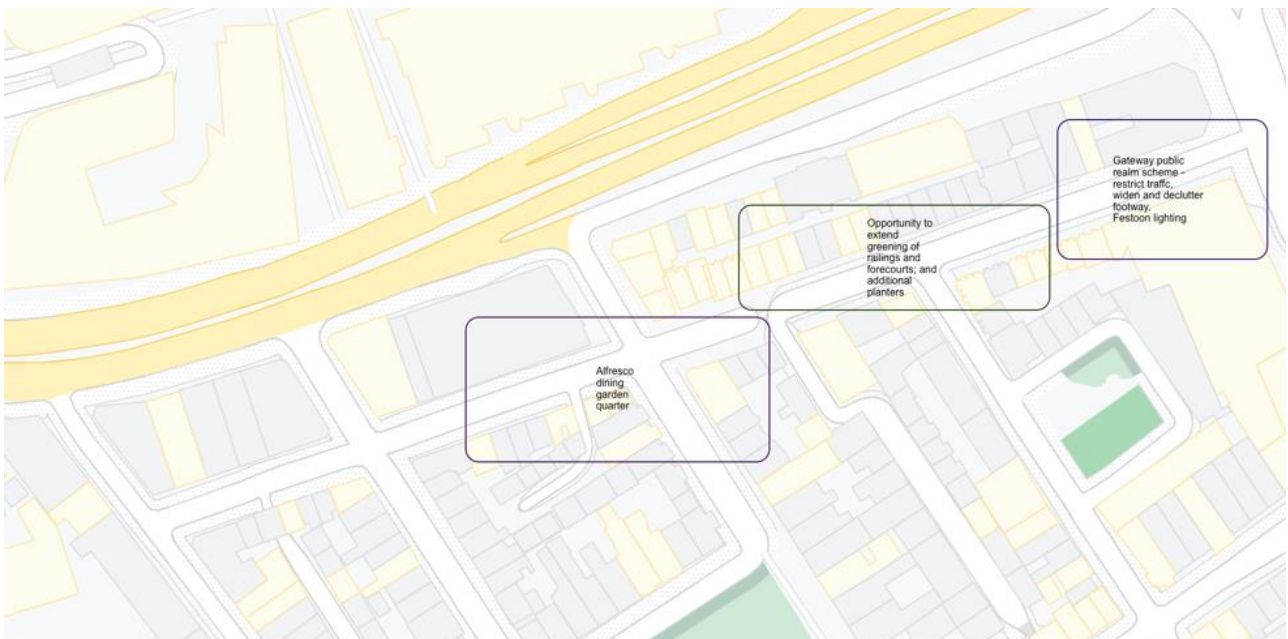 Gateway public
realm scheme -
restrict traffc,
widen and declutter
footway,
Festoon lighting
Opportunity to
extend
greening of
railings and
forecourts; and
additional
planters
Alfresco
dining
garden
quarter